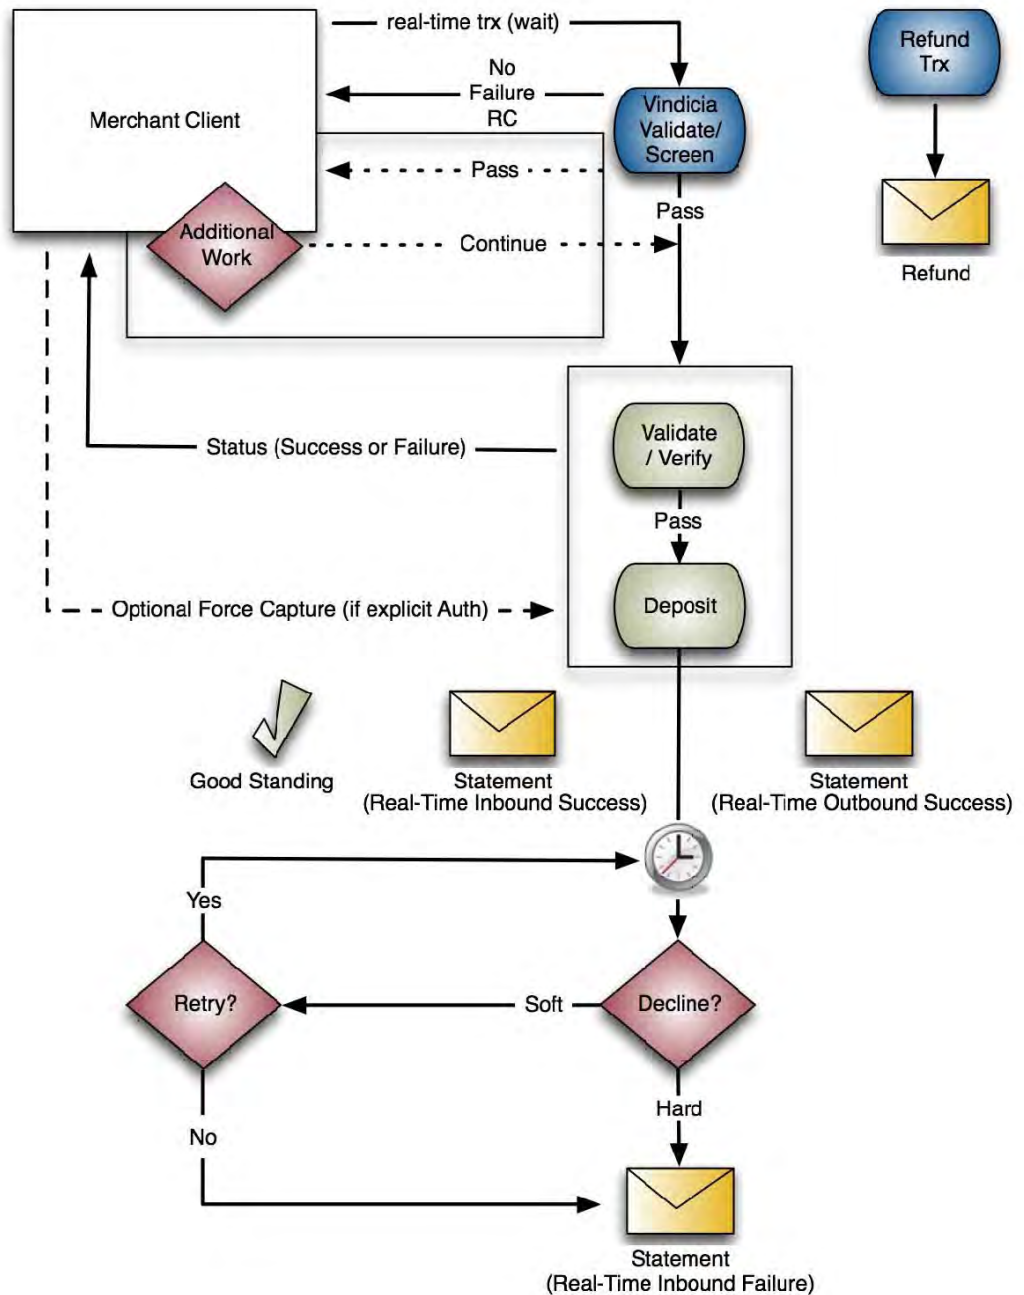 real-time trx (wait)
Refund
Trx
No
Failure
RC
Merchant Client
Vindicia
Validate/
Screen
Pass
Pass
Additional
Work
Continue
Refund
Validate
/ Verify
Status (Success or Failure)
Pass
Deposit
Optional Force Capture (if explicit Auth)
Good Standing
Statement
(Real-Time Inbound Success)
Statement
(Real-Time Outbound Success)
Yes
Retry?
Soft
Decline?
Hard
No
Statement
(Real-Time Inbound Failure)